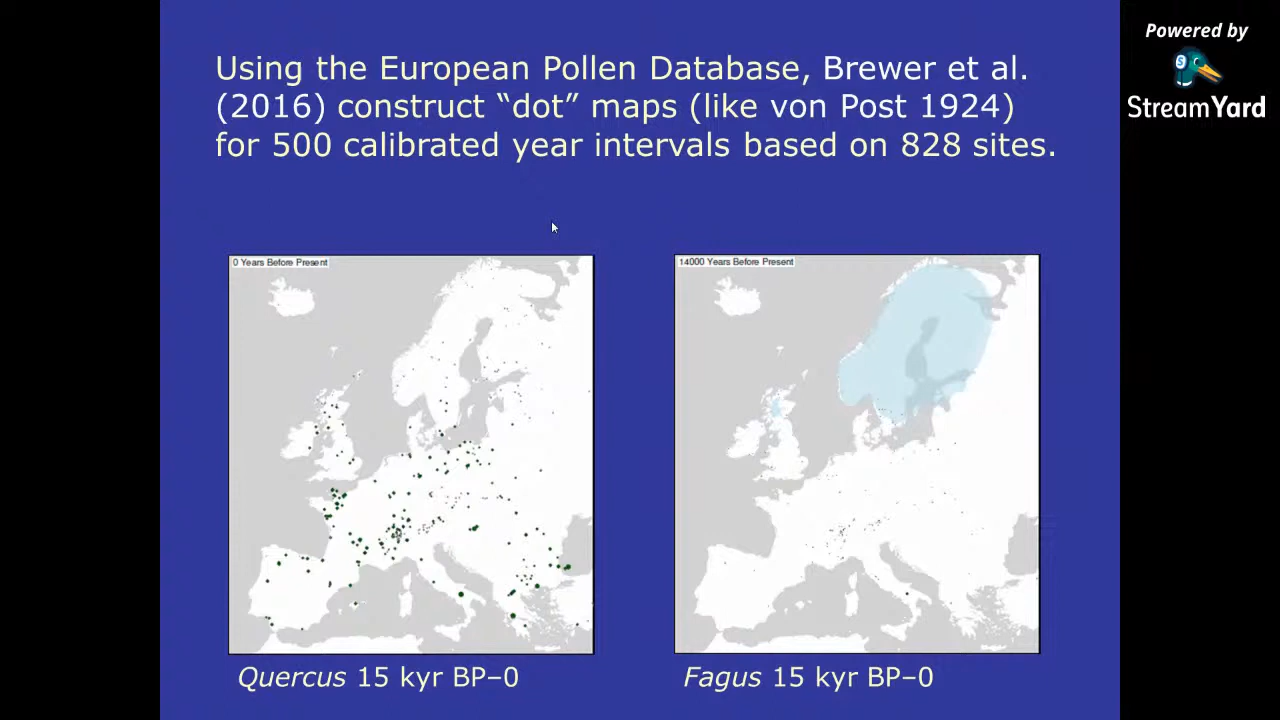 Using the European Pollen Database, Brewer et al.
(2016) construct “dot” maps (like von Post 1924)
for 500 calibrated year intervals based on 828 sites.
Powered by
StreamYard
0 Years Before Present
14000 Years Before Present
Quercus 15 kyr BP–0
Fagus 15 kyr BP–0